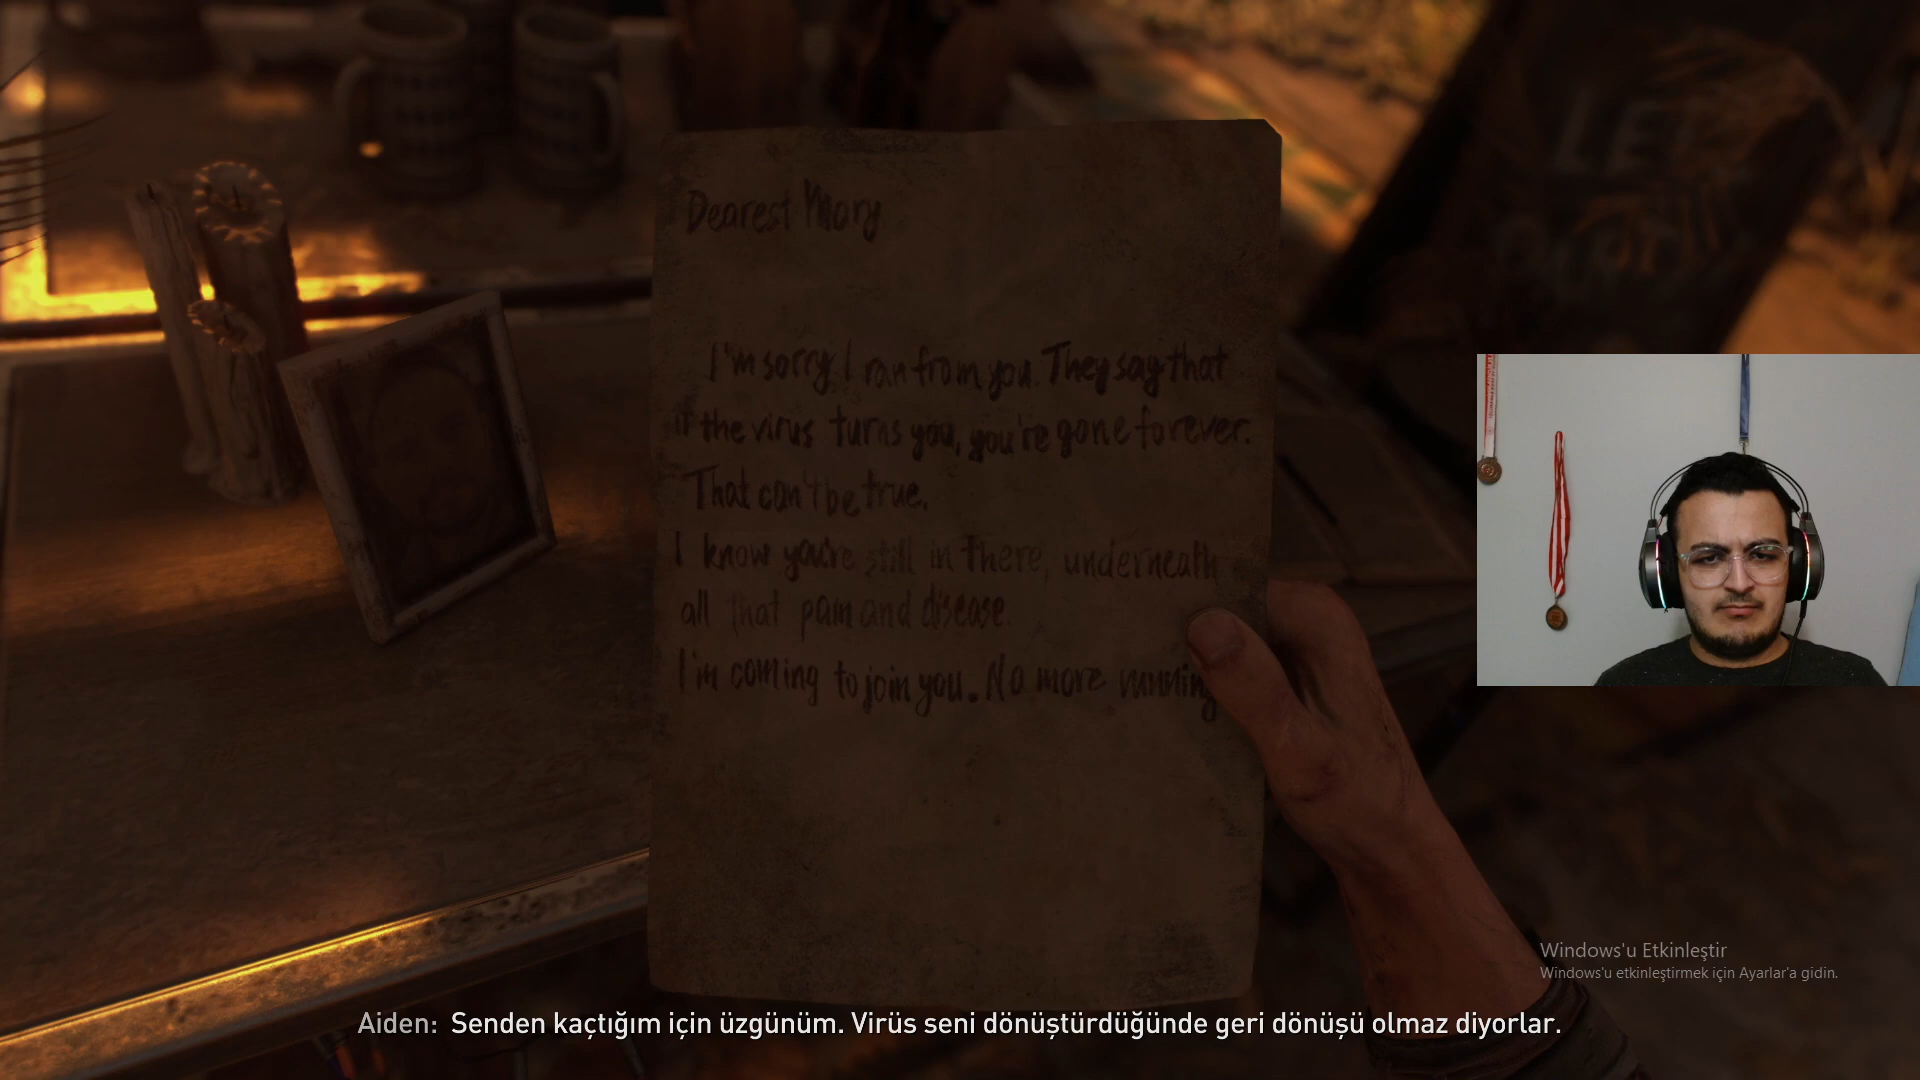 Dearest Mary
I'm sorry I ran from you. They say that
if the virus turns you, you're gone forever.
That can't be true.
I know you're still in there, underneath
all that pain and disease.
I'm coming to join you. No more running
Windows'u Etkinleştir
Windows'u etkinleştirmek için Ayarlar'a gidin.
Aiden: Senden kaçtığım için üzgünüm. Virüs seni dönüştürdüğünde geri dönüşü olmaz diyorlar.